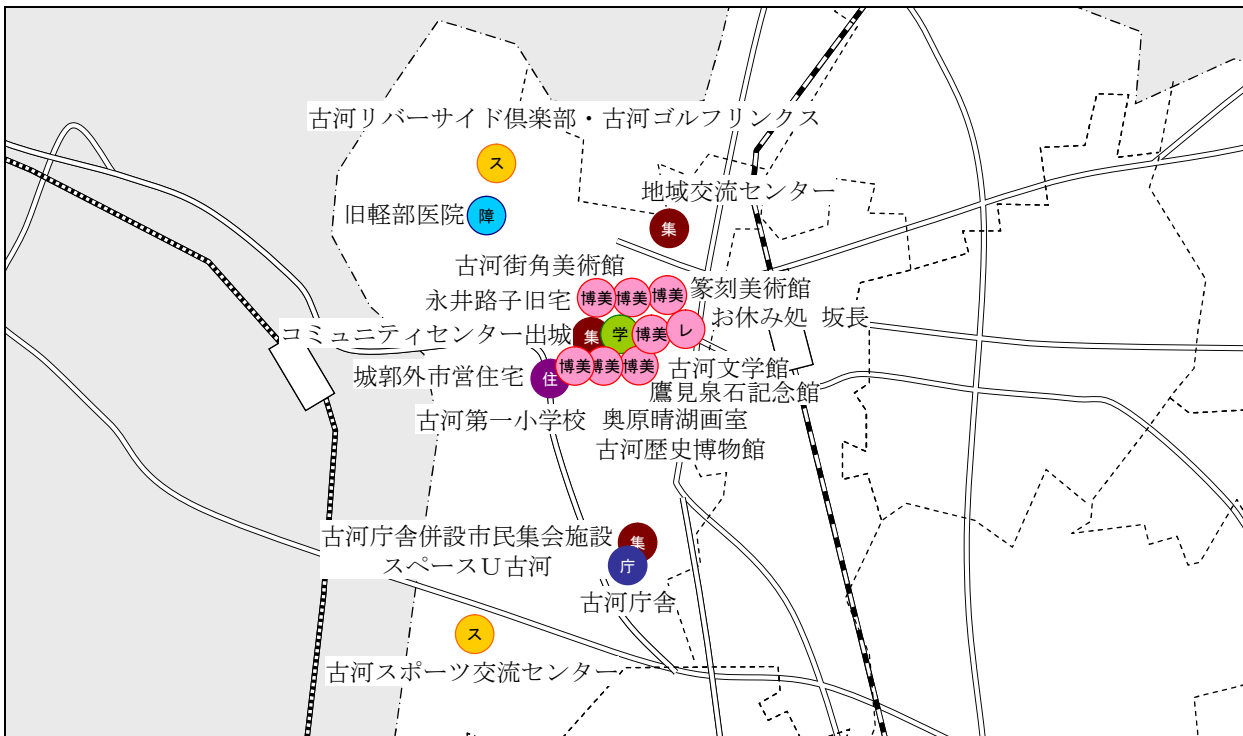 古河リバーサイド倶楽部・古河ゴルフリンクス
ス
地域交流センター
旧軽部医院
障
集
古河街角美術館
永井路子旧宅
博美
博美
博美
篆刻美術館
お休み処 坂長
コミュニティセンター出城
集
学
博美
レ
古河文学館
城郭外市営住宅
住
博美
博美
博美
鷹見泉石記念館
古河第一小学校
奥原晴湖画室
古河歴史博物館
古河庁舎併設市民集会施設
スペースU古河
集
庁
古河庁舎
ス
古河スポーツ交流センター